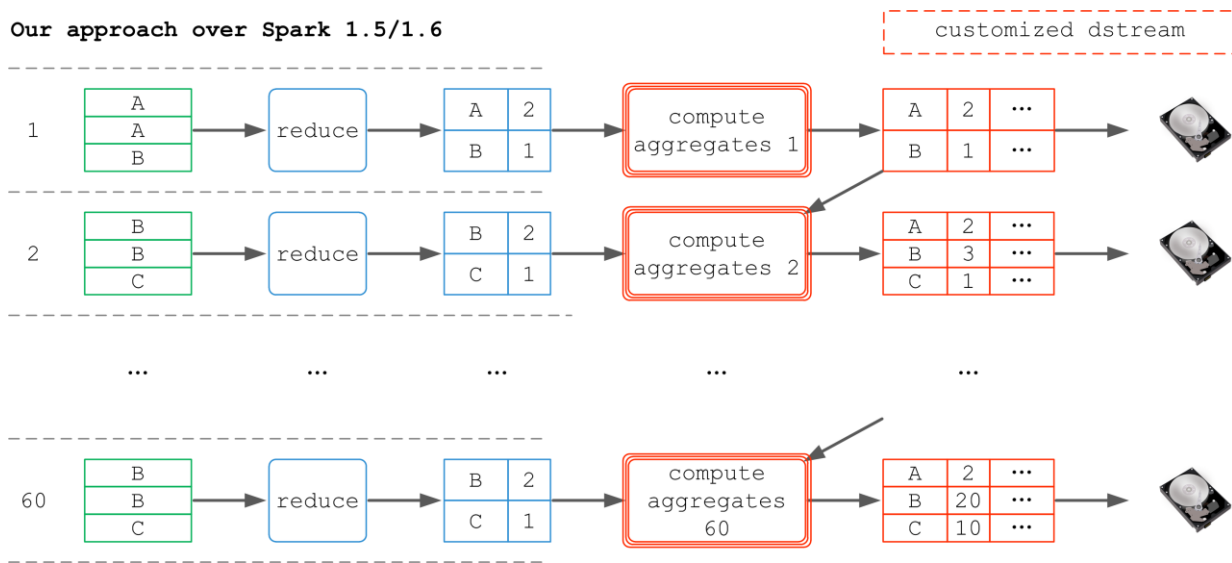 Our approach over Spark 1.5/1.6
customized dstream
1
A
A
B
reduce
A 2
B 1
compute
aggregates 1
A 2 ...
B 1 ...
2
B
B
C
reduce
B 2
C 1
compute
aggregates 2
A 2 ...
B 3 ...
C 1 ...
... ... ... ... ...
60
B
B
C
reduce
B 2
C 1
compute
aggregates
60
A 2 ...
B 20 ...
C 10 ...